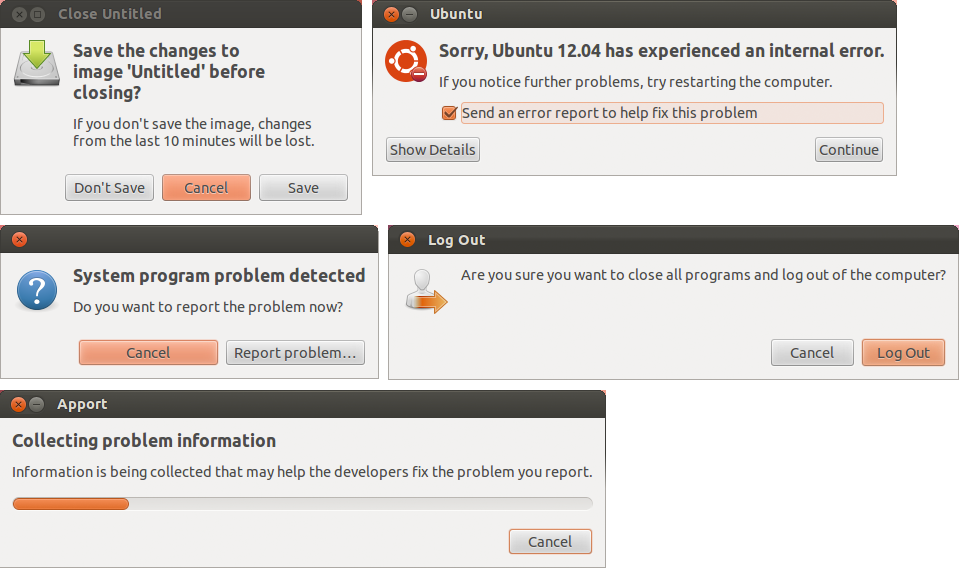 Close Untitled
Save the changes to
image 'Untitled' before
closing?
If you don't save the image, changes
from the last 10 minutes will be lost.
Don't Save Cancel Save
Ubuntu
Sorry, Ubuntu 12.04 has experienced an internal error.
If you notice further problems, try restarting the computer.
Send an error report to help fix this problem
Show Details Continue
System program problem detected
Do you want to report the problem now?
Cancel Report problem...
Log Out
Are you sure you want to close all programs and log out of the computer?
Cancel Log Out
Apport
Collecting problem information
Information is being collected that may help the developers fix the problem you report.
Cancel